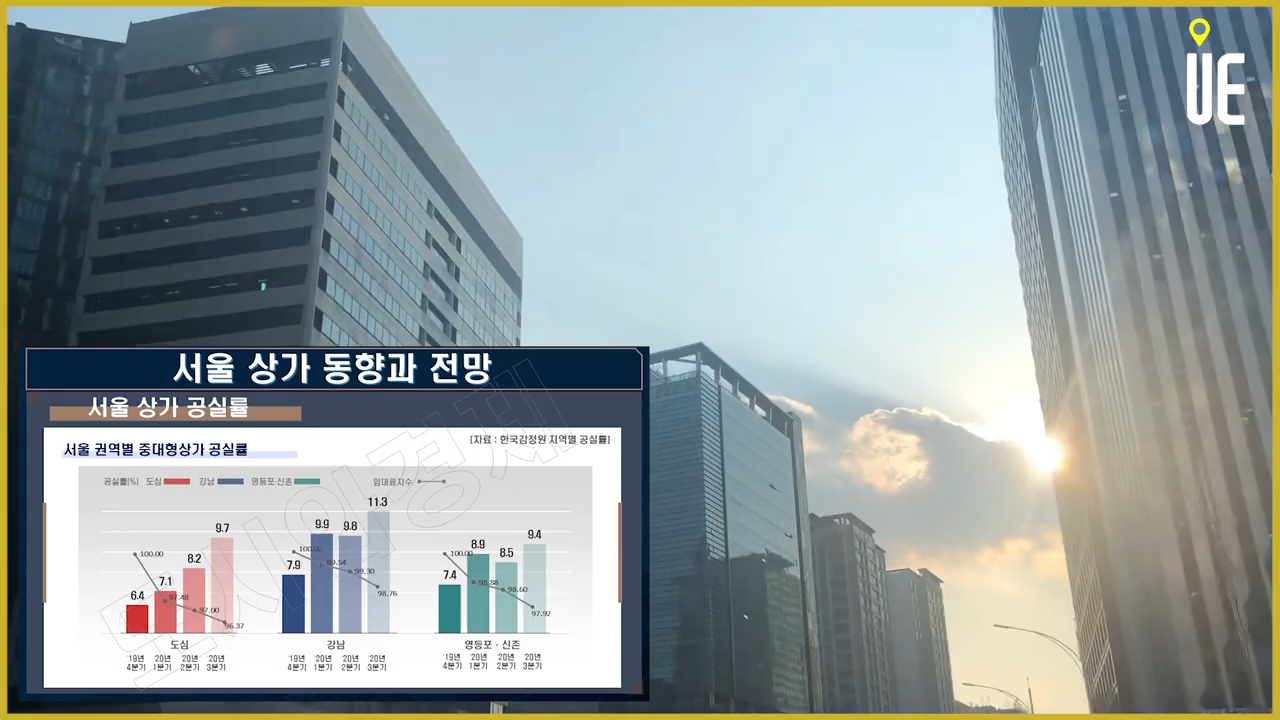 UE
서울 상가 동향과 전망
서울 상가 공실률
[자료 : 한국감정원 지역별 공실률]
서울 권역별 중대형상가 공실률
공실률(%) 도심 강남 영등포·신촌 임대료지수
6.4 7.1 8.2 9.7
100.00 97.48 97.00 96.37
7.9 9.9 9.8 11.3
100.00 99.54 99.30 98.76
7.4 8.9 8.5 9.4
100.00 98.88 98.60 97.92
도심 강남 영등포 · 신촌
'19년 4분기 '20년 1분기 '20년 2분기 '20년 3분기
'19년 4분기 '20년 1분기 '20년 2분기 '20년 3분기
'19년 4분기 '20년 1분기 '20년 2분기 '20년 3분기
도시와경제